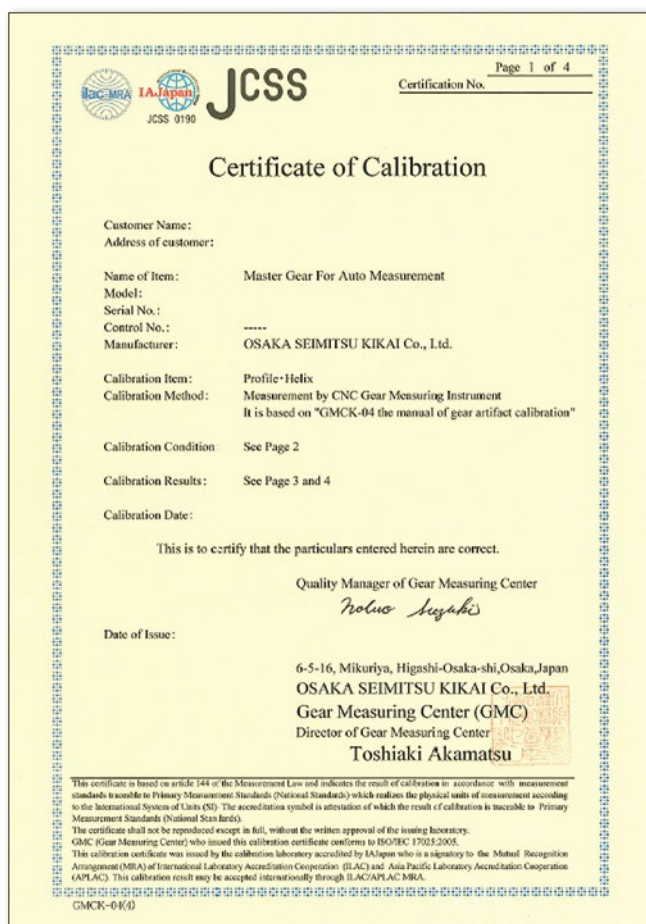 ilac-MRA
IAJapan
JCSS 0190
JCSS
Page 1 of 4
Certification No.
Certificate of Calibration
Customer Name:
Address of customer:
Name of Item: Master Gear For Auto Measurement
Model:
Serial No.:
Control No.: -----
Manufacturer: OSAKA SEIMITSU KIKAI Co., Ltd.
Calibration Item: Profile・Helix
Calibration Method: Measurement by CNC Gear Measuring Instrument
It is based on "GMCK-04 the manual of gear artifact calibration"
Calibration Condition: See Page 2
Calibration Results: See Page 3 and 4
Calibration Date:
This is to certify that the particulars entered herein are correct.
Quality Manager of Gear Measuring Center
Nobuo Suzuki
Date of Issue:
6-5-16, Mikuriya, Higashi-Osaka-shi,Osaka,Japan
OSAKA SEIMITSU KIKAI Co., Ltd.
Gear Measuring Center (GMC)
Director of Gear Measuring Center
Toshiaki Akamatsu
This certificate is based on article 144 of the Measurement Law and indicates the result of calibration in accordance with measurement
standards traceable to Primary Measurement Standards (National Standards) which realizes the physical units of measurement according
to the International System of Units (SI). The accreditation symbol is attestation of which the result of calibration is traceable to Primary
Measurement Standards (National Standards).
The certificate shall not be reproduced except in full, without the written approval of the issuing laboratory.
GMC (Gear Measuring Center) who issued this calibration certificate conforms to ISO/IEC 17025:2005.
This calibration certificate was issued by the calibration laboratory accredited by IAJapan who is a signatory to the Mutual Recognition
Arrangement (MRA) of International Laboratory Accreditation Cooperation (ILAC) and Asia Pacific Laboratory Accreditation Cooperation
(APLAC). This calibration result may be accepted internationally through ILAC/APLAC MRA.
GMCK-04(4)